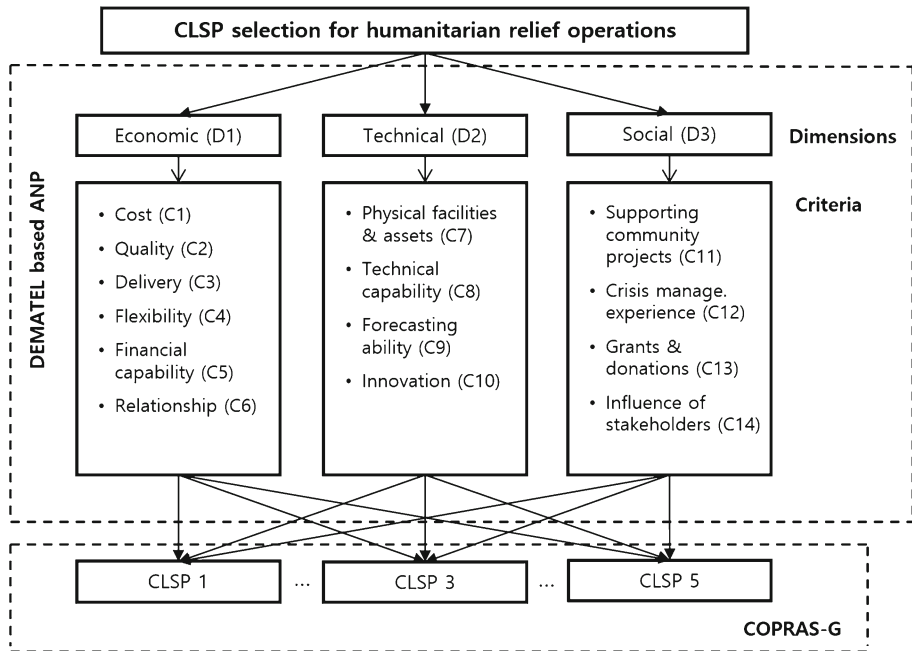 CLSP selection for humanitarian relief operations
DEMATEL based ANP
Economic (D1)
Technical (D2)
Social (D3)
Dimensions
• Cost (C1)
• Quality (C2)
• Delivery (C3)
• Flexibility (C4)
• Financial
capability (C5)
• Relationship (C6)
• Physical facilities
& assets (C7)
• Technical
capability (C8)
• Forecasting
ability (C9)
• Innovation (C10)
• Supporting
community
projects (C11)
• Crisis manage.
experience (C12)
• Grants &
donations (C13)
• Influence of
stakeholders (C14)
Criteria
CLSP 1
...
CLSP 3
...
CLSP 5
COPRAS-G